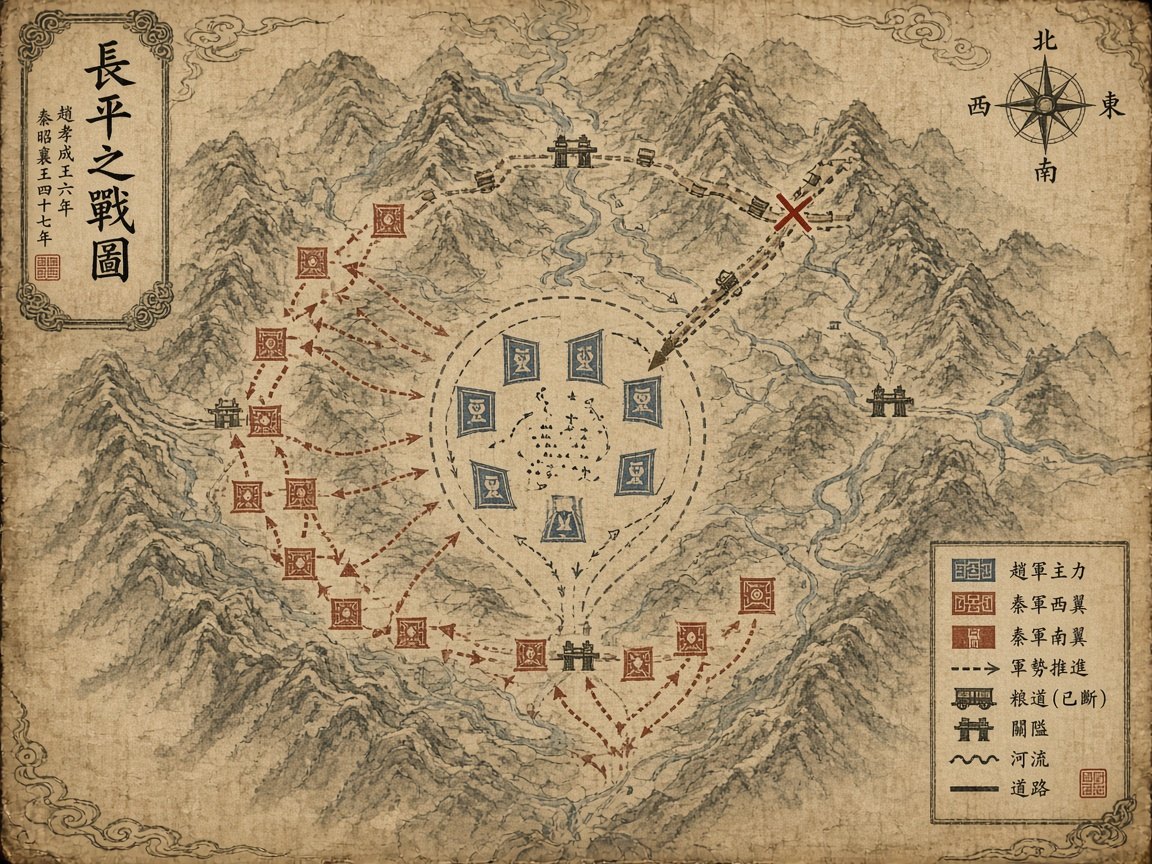 長平之戰圖
趙孝成王六年
秦昭襄王四十七年
北
西
東
南
趙軍主力
秦軍西翼
秦軍南翼
軍勢推進
粮道(已斷)
關隘
河流
道路